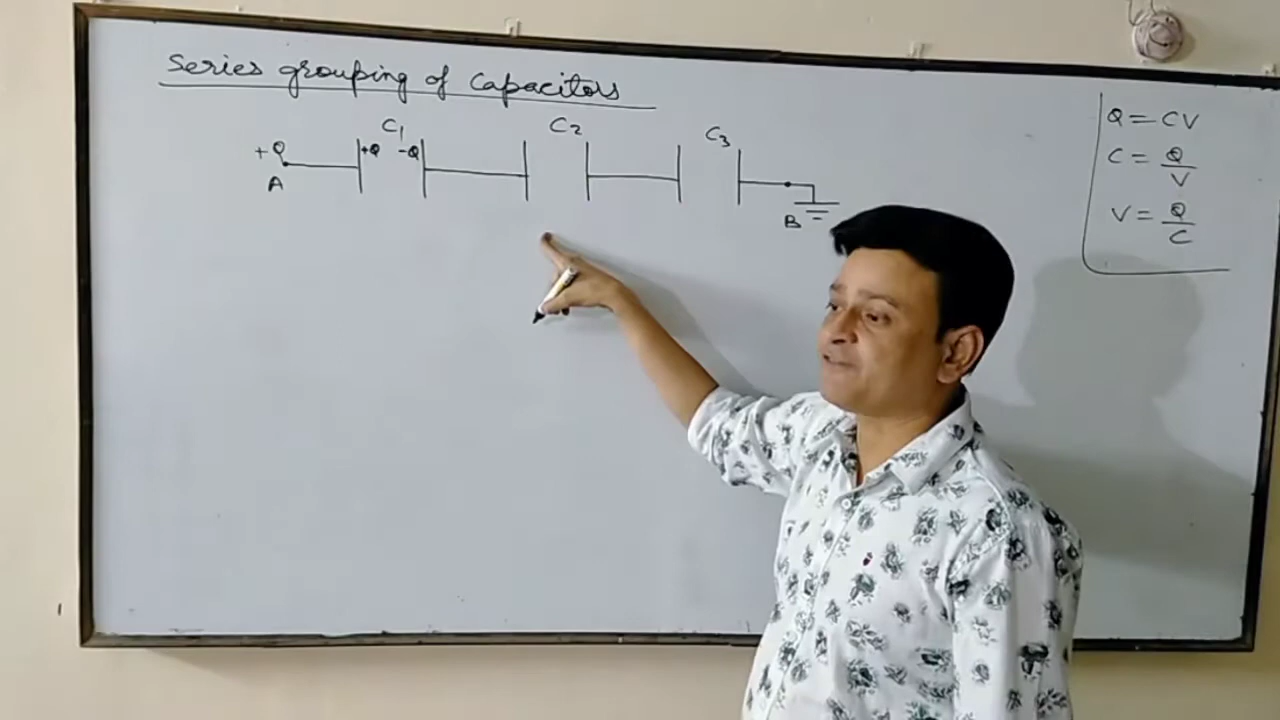 Series grouping of Capacitors
C1 C2 C3
+Q +Q -Q
A B
Q = CV
C = Q/V
V = Q/C